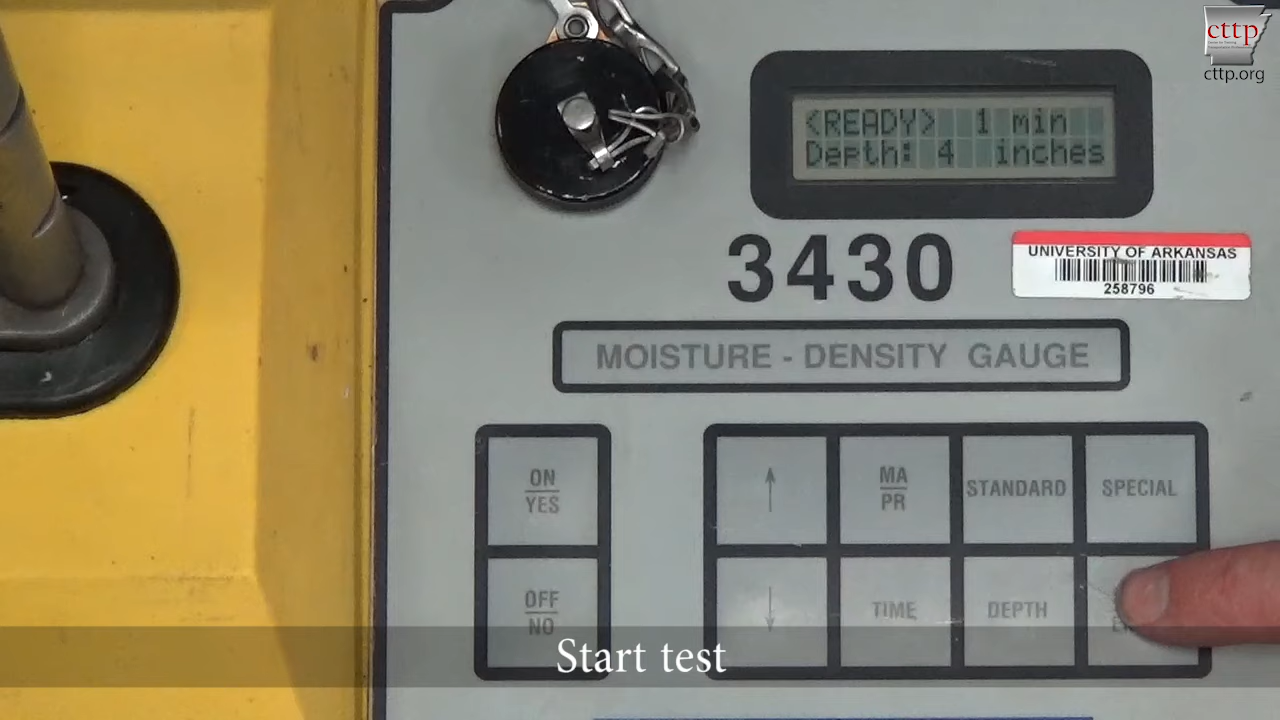 cttp
cttp.org
<READY> 1 min
Depth: 4 inches
3430
UNIVERSITY OF ARKANSAS
258796
MOISTURE - DENSITY GAUGE
ON
YES
↑
MA
PR
STANDARD
SPECIAL
OFF
NO
↓
TIME
DEPTH
Start test